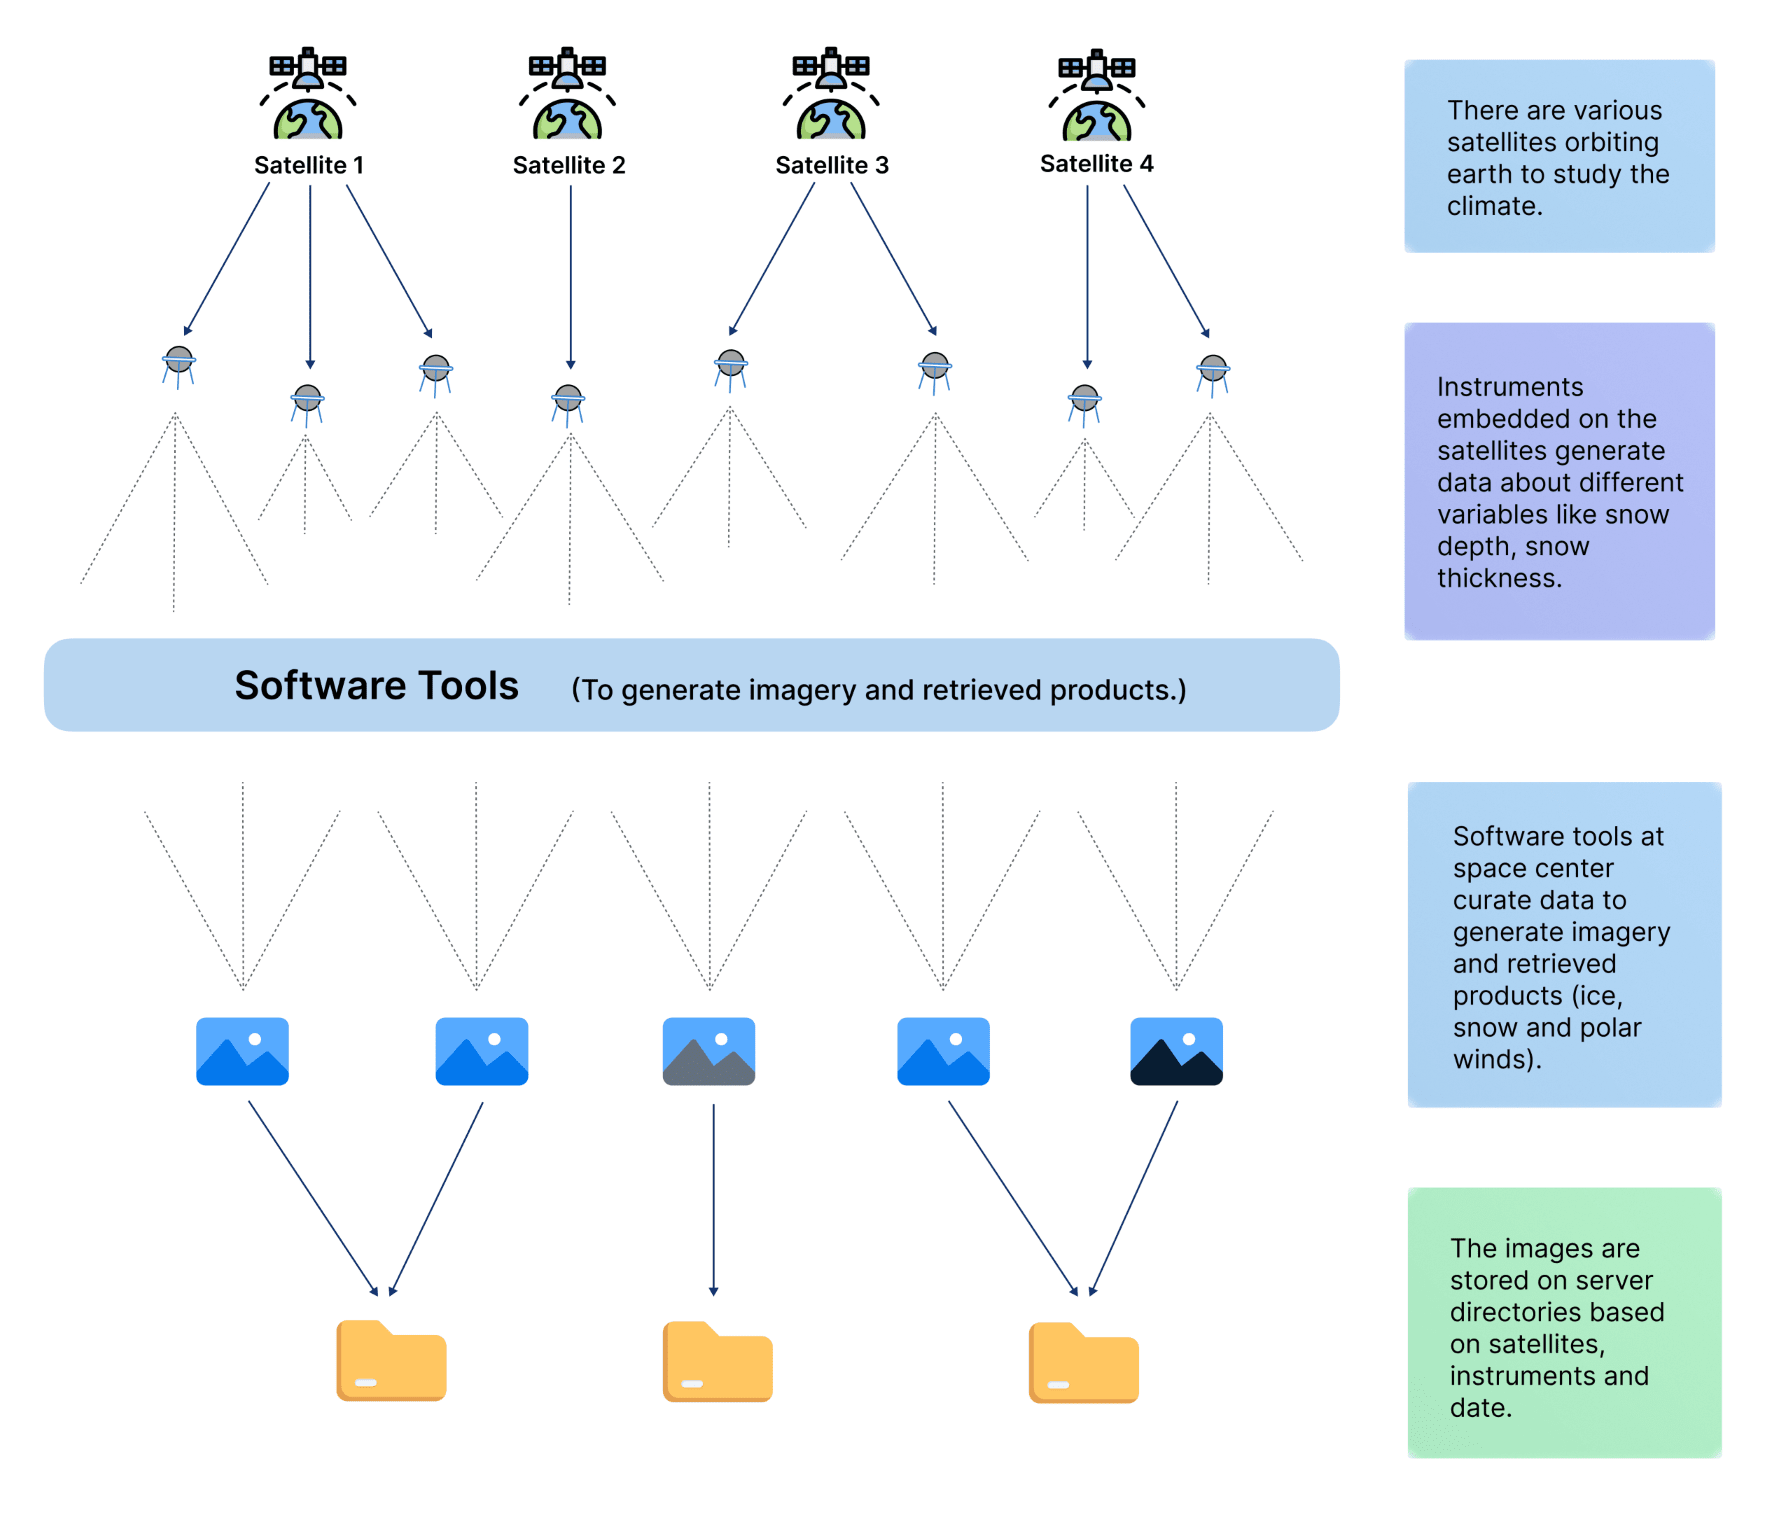 Satellite 1
Satellite 2
Satellite 3
Satellite 4
There are various
satellites orbiting
earth to study the
climate.
Instruments
embedded on the
satellites generate
data about different
variables like snow
depth, snow
thickness.
Software Tools (To generate imagery and retrieved products.)
Software tools at
space center
curate data to
generate imagery
and retrieved
products (ice,
snow and polar
winds).
The images are
stored on server
directories based
on satellites,
instruments and
date.